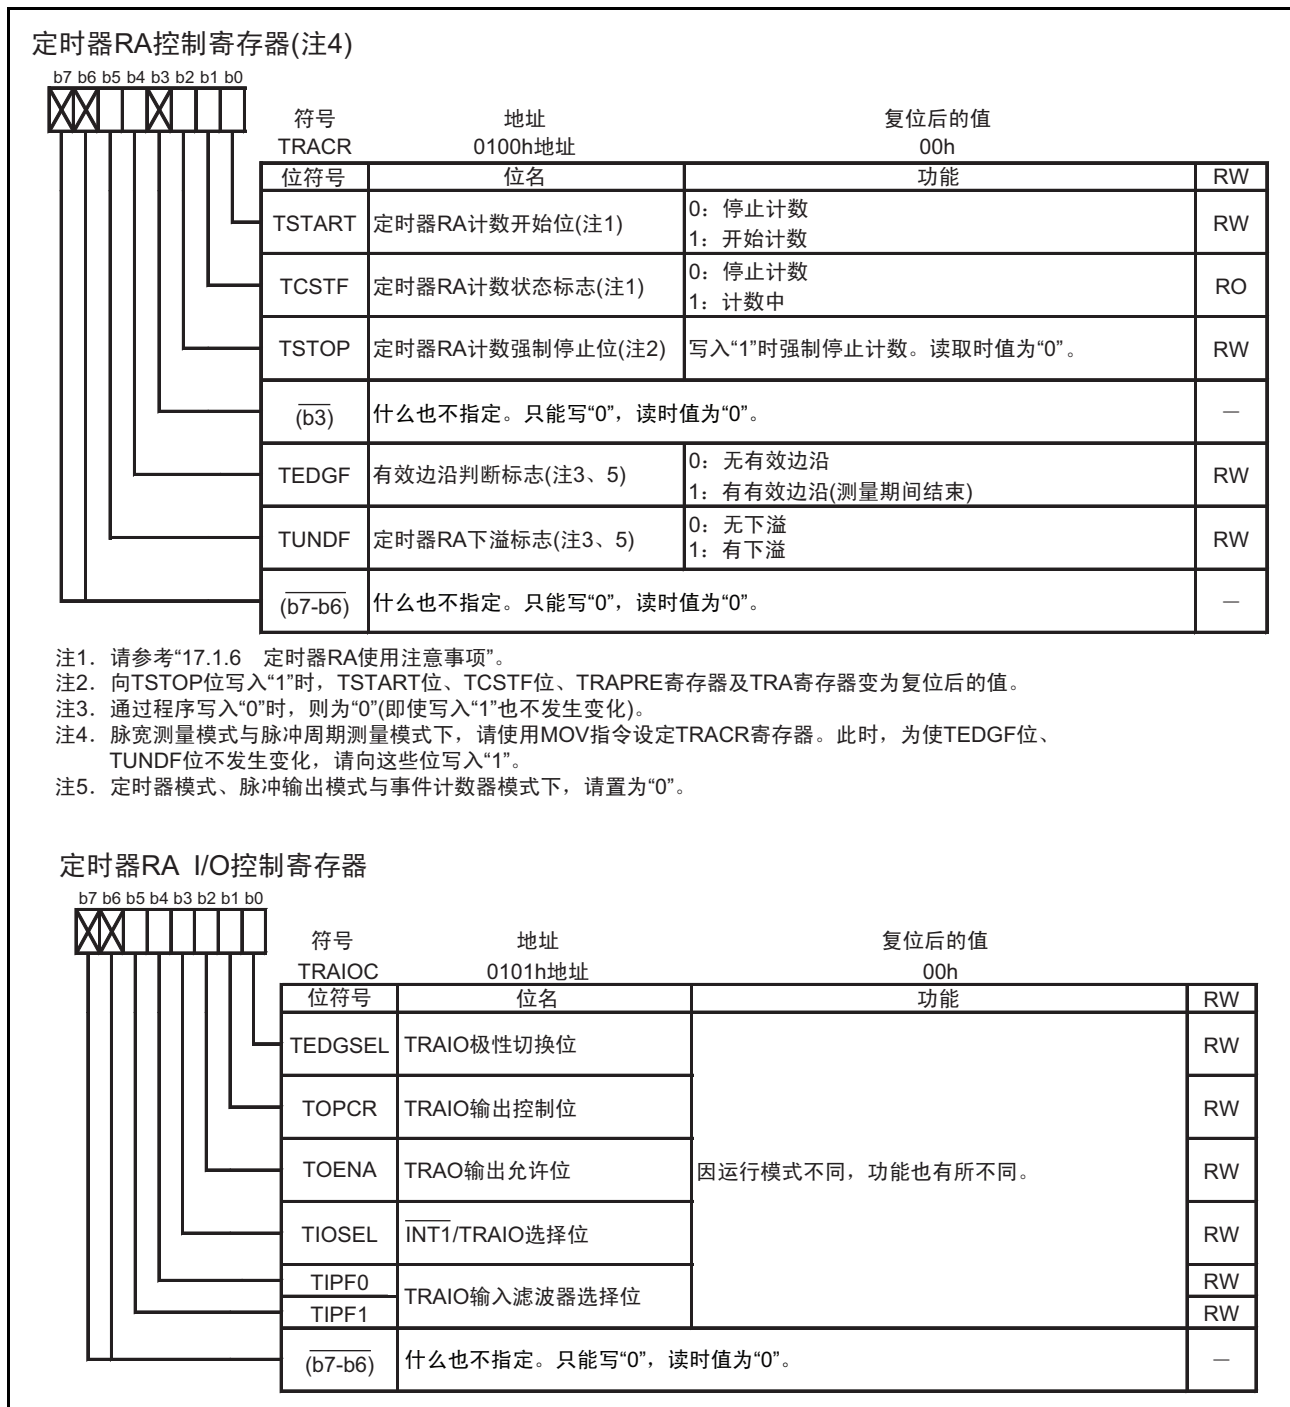 定时器RA控制寄存器(注4)
b7 b6 b5 b4 b3 b2 b1 b0
符号 地址 复位后的值
TRACR 0100h地址 00h
位符号 位名 功能 RW
TSTART 定时器RA计数开始位(注1) 0：停止计数 RW
1：开始计数
TCSTF 定时器RA计数状态标志(注1) 0：停止计数 RO
1：计数中
TSTOP 定时器RA计数强制停止位(注2) 写入“1”时强制停止计数。读取时值为“0”。 RW
— (b3) 什么也不指定。只能写“0”，读时值为“0”。 —
TEDGF 有效边沿判断标志(注3、5) 0：无有效边沿 RW
1：有有效边沿(测量期间结束)
TUNDF 定时器RA下溢标志(注3、5) 0：无下溢 RW
1：有下溢
— (b7-b6) 什么也不指定。只能写“0”，读时值为“0”。 —
注1. 请参考“17.1.6 定时器RA使用注意事项”。
注2. 向TSTOP位写入“1”时，TSTART位、TCSTF位、TRAPRE寄存器及TRA寄存器变为复位后的值。
注3. 通过程序写入“0”时，则为“0”(即使写入“1”也不发生变化)。
注4. 脉宽测量模式与脉冲周期测量模式下，请使用MOV指令设定TRACR寄存器。此时，为使TEDGF位、
TUNDF位不发生变化，请向这些位写入“1”。
注5. 定时器模式、脉冲输出模式与事件计数器模式下，请置为“0”。
定时器RA I/O控制寄存器
b7 b6 b5 b4 b3 b2 b1 b0
符号 地址 复位后的值
TRAIOC 0101h地址 00h
位符号 位名 功能 RW
TEDGSEL TRAIO极性切换位 RW
TOPCR TRAIO输出控制位 RW
TOENA TRAO输出允许位 因运行模式不同，功能也有所不同。 RW
TIOSEL INT1/TRAIO选择位 RW
TIPF0 TRAIO输入滤波器选择位 RW
TIPF1 RW
— (b7-b6) 什么也不指定。只能写“0”，读时值为“0”。 —